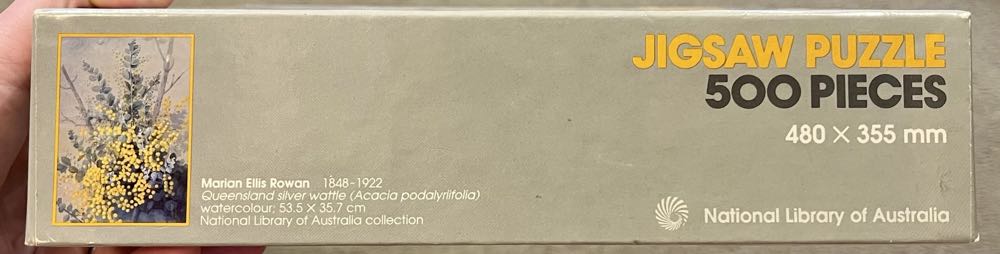 JIGSAW PUZZLE
500 PIECES
480 × 355 mm
Marian Ellis Rowan 1848-1922
Queensland silver wattle (Acacia podalyriifolia)
watercolour; 53.5 × 35.7 cm
National Library of Australia collection
National Library of Australia